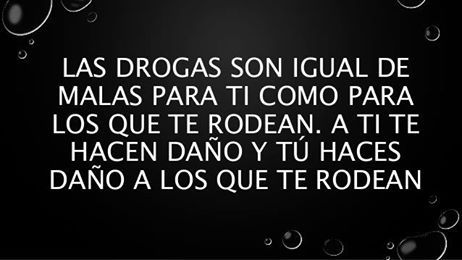 LAS DROGAS SON IGUAL DE
MALAS PARA TI COMO PARA
LOS QUE TE RODEAN. A TI TE
HACEN DAÑO Y TÚ HACES
DAÑO A LOS QUE TE RODEAN